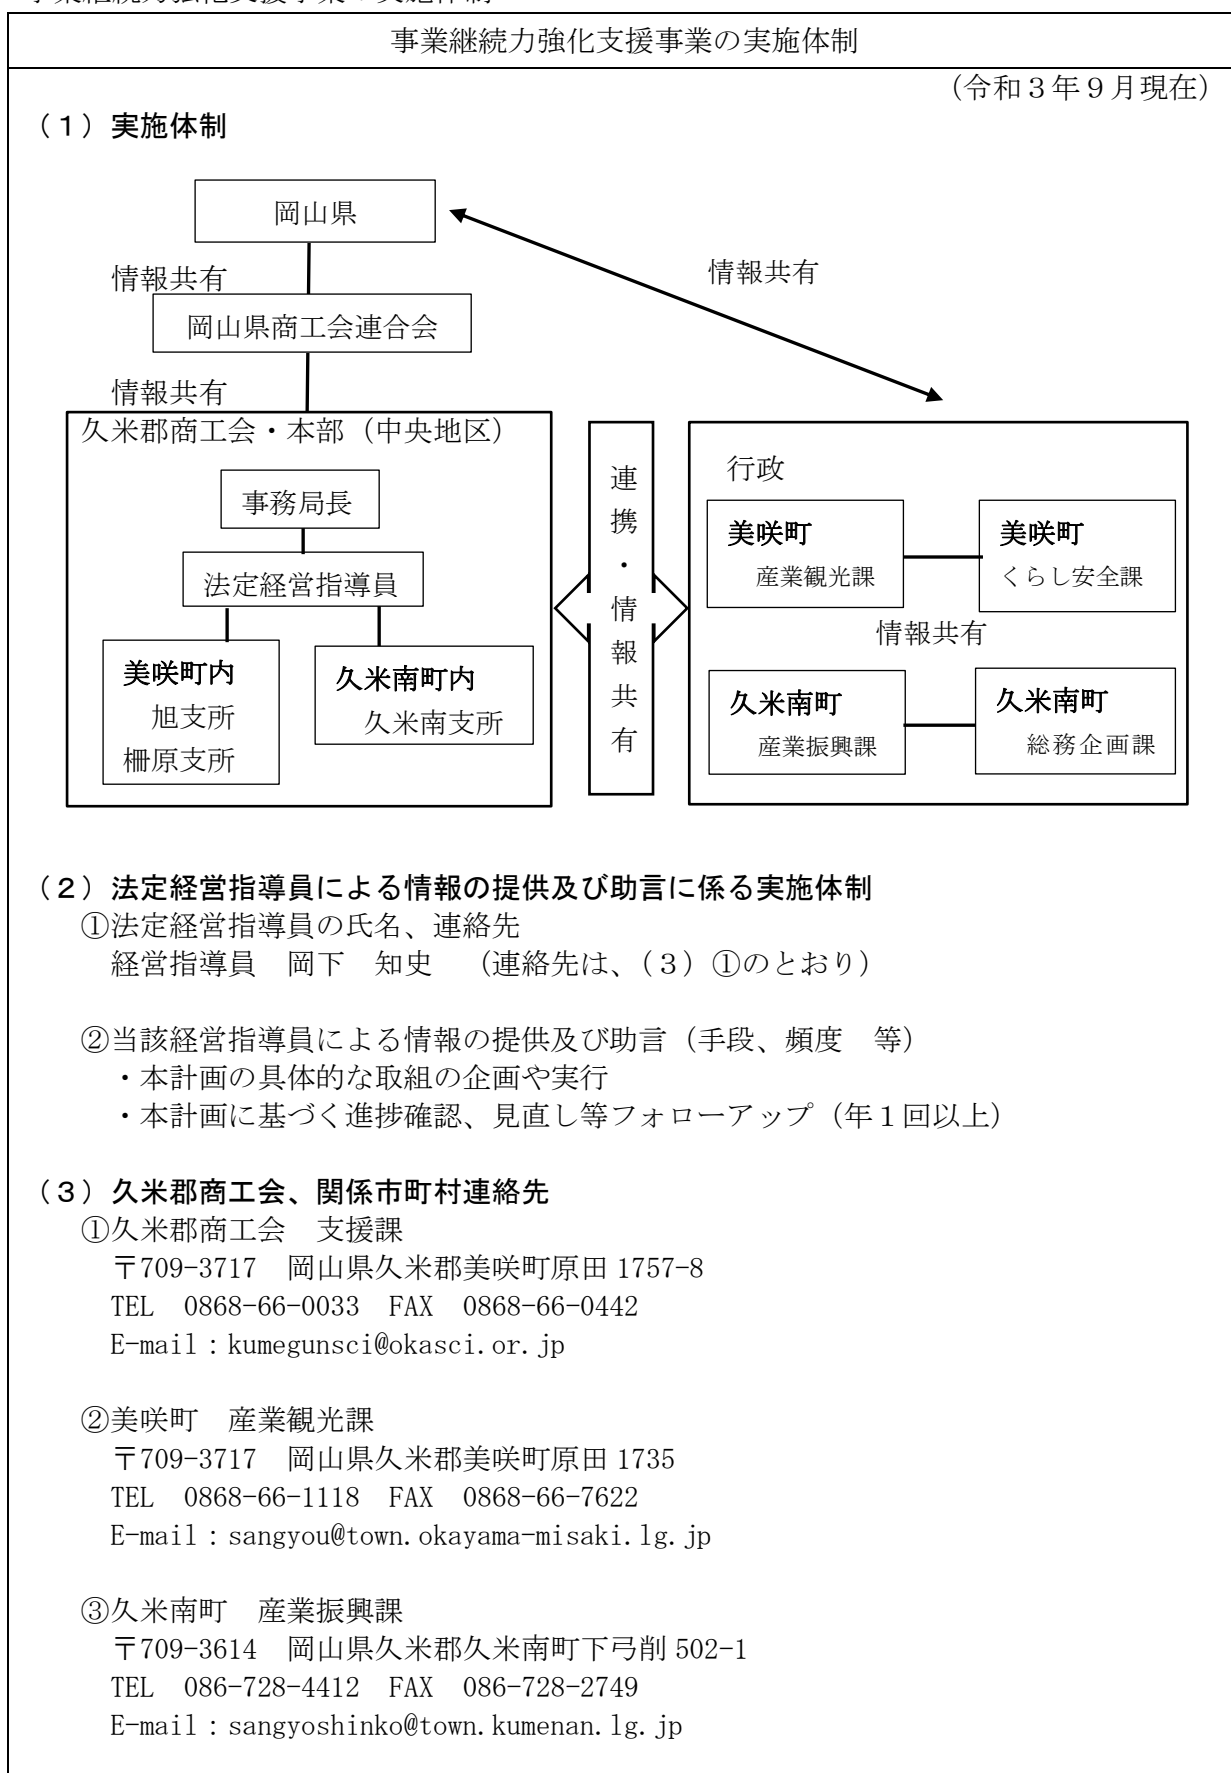 事業継続力強化支援事業の実施体制
（令和３年９月現在）
（１）実施体制
岡山県
情報共有
情報共有
岡山県商工会連合会
情報共有
久米郡商工会・本部（中央地区）
事務局長
法定経営指導員
美咲町内
旭支所
柵原支所
久米南町内
久米南支所
連携・情報共有
行政
美咲町
産業観光課
美咲町
くらし安全課
情報共有
久米南町
産業振興課
久米南町
総務企画課
（２）法定経営指導員による情報の提供及び助言に係る実施体制
①法定経営指導員の氏名、連絡先
経営指導員　岡下　知史　（連絡先は、（３）①のとおり）
②当該経営指導員による情報の提供及び助言（手段、頻度　等）
・本計画の具体的な取組の企画や実行
・本計画に基づく進捗確認、見直し等フォローアップ（年１回以上）
（３）久米郡商工会、関係市町村連絡先
①久米郡商工会　支援課
〒709-3717　岡山県久米郡美咲町原田 1757-8
TEL　0868-66-0033　FAX　0868-66-0442
E-mail：kumegunsci@okasci.or.jp
②美咲町　産業観光課
〒709-3717　岡山県久米郡美咲町原田 1735
TEL　0868-66-1118　FAX　0868-66-7622
E-mail：sangyou@town.okayama-misaki.lg.jp
③久米南町　産業振興課
〒709-3614　岡山県久米郡久米南町下弓削 502-1
TEL　086-728-4412　FAX　086-728-2749
E-mail：sangyoshinko@town.kumenan.lg.jp